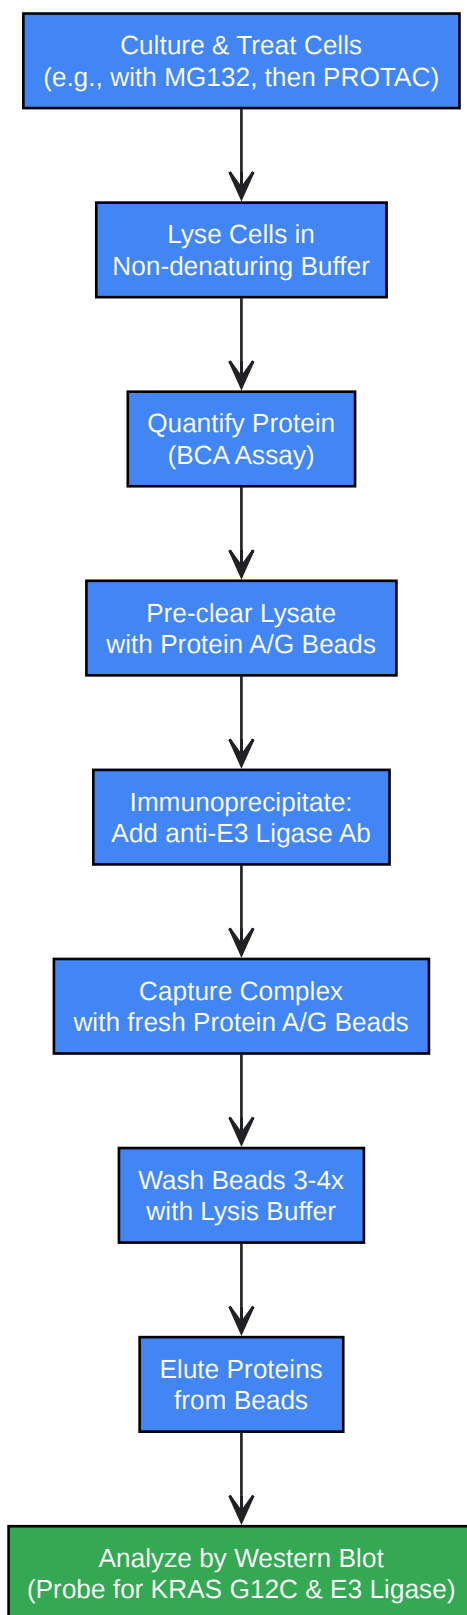 Culture & Treat Cells
(e.g., with MG132, then PROTAC)
Lyse Cells in
Non-denaturing Buffer
Quantify Protein
(BCA Assay)
Pre-clear Lysate
with Protein A/G Beads
Immunoprecipitate:
Add anti-E3 Ligase Ab
Capture Complex
with fresh Protein A/G Beads
Wash Beads 3-4x
with Lysis Buffer
Elute Proteins
from Beads
Analyze by Western Blot
(Probe for KRAS G12C & E3 Ligase)